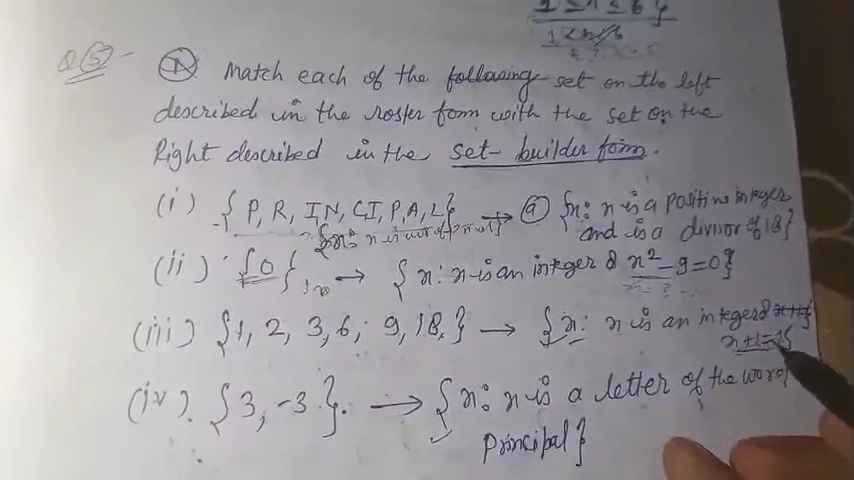 1 ≤ x ≤ 6 }
Q 5 -
1 Match each of the following set on the left
described in the roster form with the set on the
Right described in the set-builder form.
(i) { P, R, I, N, C, I, P, A, L } → a { x: x is a positive integer
and is a divisor of 18 }
(ii) { 0 } → { x: x is an integer & x² - 9 = 0 }
(iii) { 1, 2, 3, 6, 9, 18, } → { x: x is an integer &
(iv). { 3, -3 }. → { x: x is a letter of the word
principal }